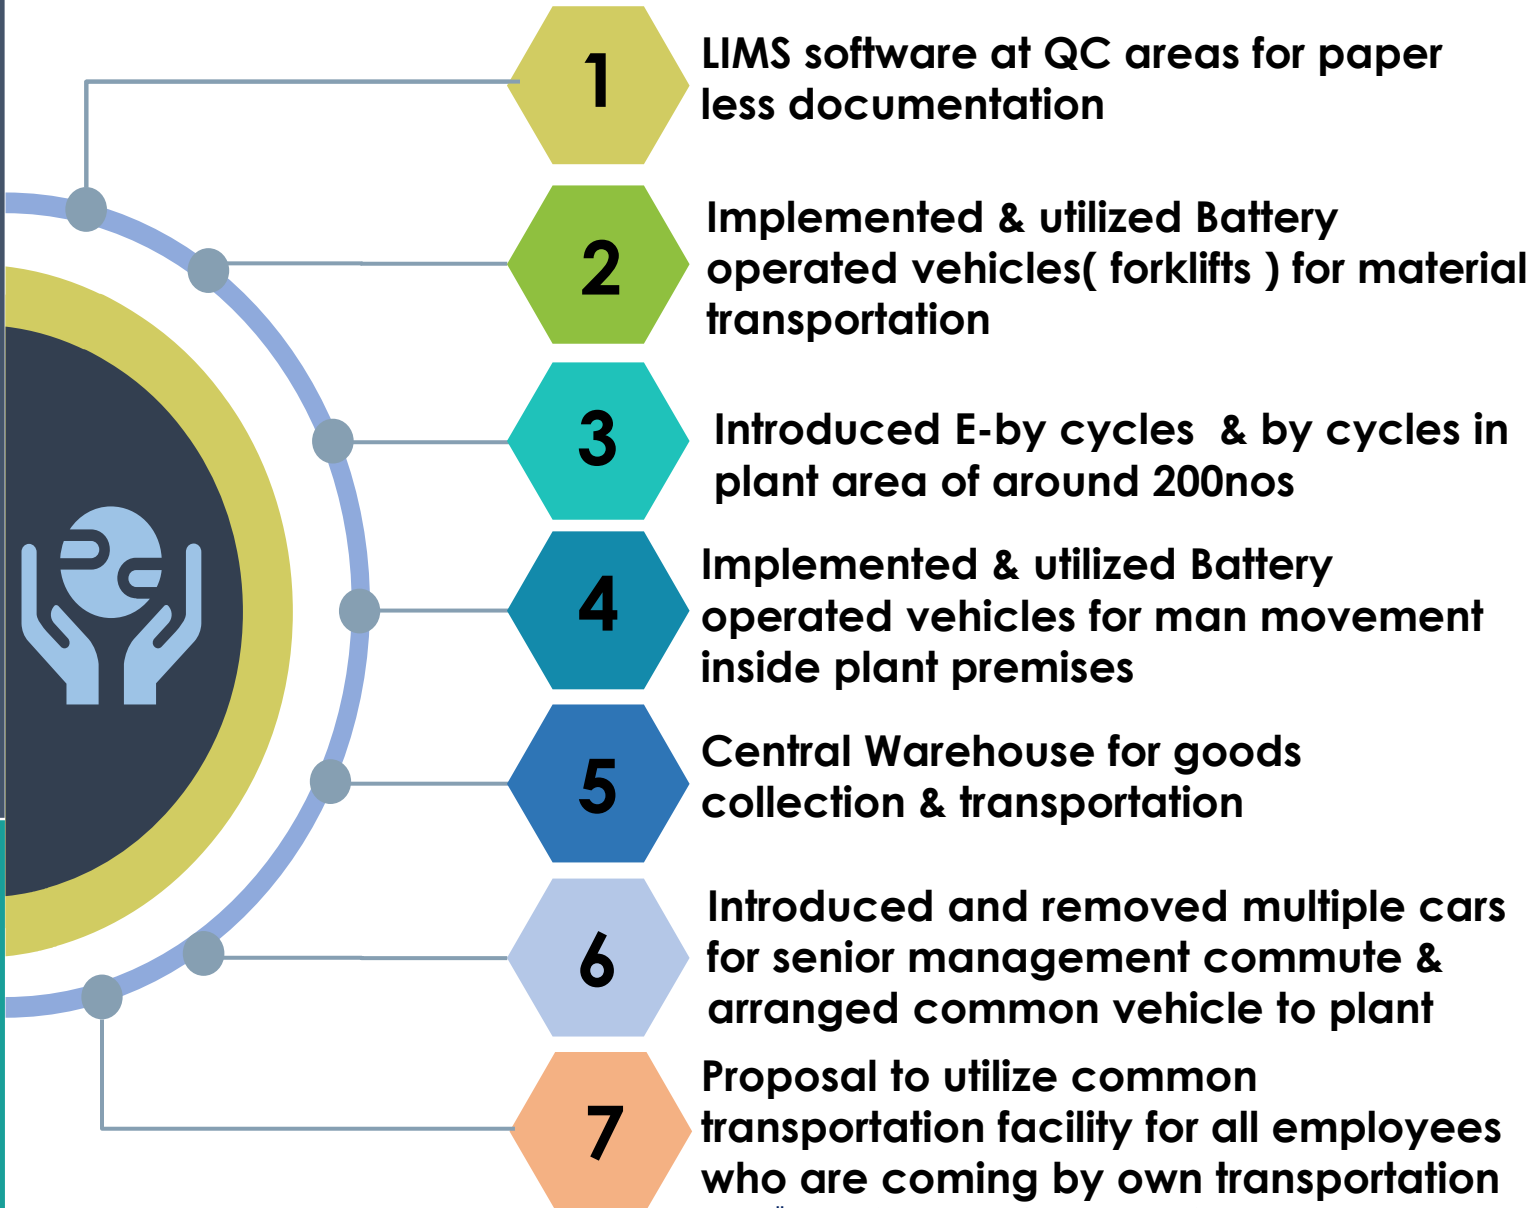 1
LIMS software at QC areas for paper
less documentation
2
Implemented & utilized Battery
operated vehicles( forklifts ) for material
transportation
3
Introduced E-by cycles & by cycles in
plant area of around 200nos
4
Implemented & utilized Battery
operated vehicles for man movement
inside plant premises
5
Central Warehouse for goods
collection & transportation
6
Introduced and removed multiple cars
for senior management commute &
arranged common vehicle to plant
7
Proposal to utilize common
transportation facility for all employees
who are coming by own transportation